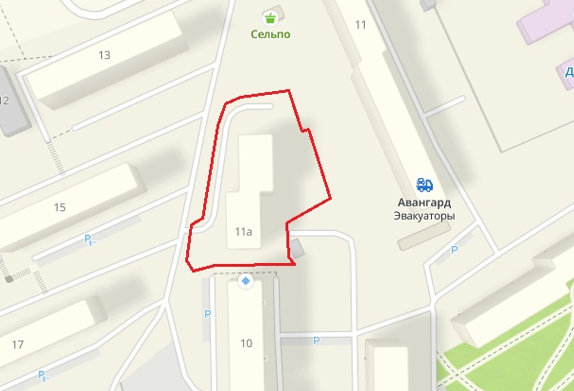 Сельпо
11
13
12
Д
Авангард
Эвакуаторы
15
P
11а
P
P
10
P
17
P